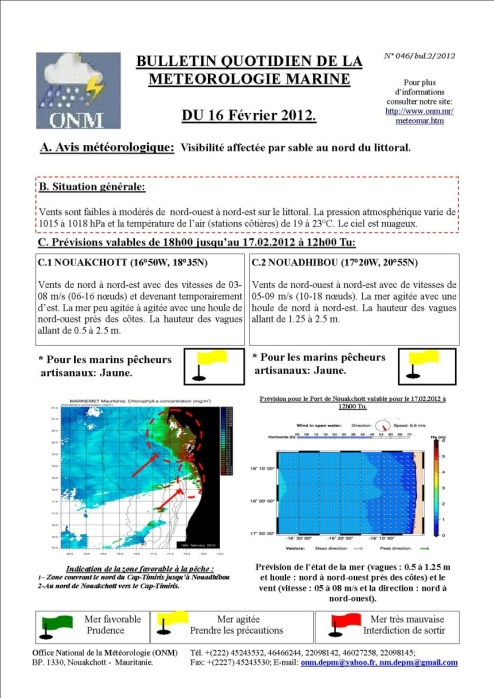 BULLETIN QUOTIDIEN DE LA
METEOROLOGIE MARINE
N° 046/bul.2/2012
Pour plus
d'informations
consulter notre site:
http://www.onm.mr/
meteomar.htm
ONM
DU 16 Février 2012.
A. Avis météorologique: Visibilité affectée par sable au nord du littoral.
B. Situation générale:
Vents sont faibles à modérés de nord-ouest à nord-est sur le littoral. La pression atmosphérique varie de
1015 à 1018 hPa et la température de l'air (stations côtières) de 19 à 23°C. Le ciel est nuageux.
C. Prévisions valables de 18h00 jusqu'au 17.02.2012 à 12h00 Tu:
C.1 NOUAKCHOTT (16°50W, 18°35N)
Vents de nord à nord-est avec des vitesses de 03-
08 m/s (06-16 nœuds) et devenant temporairement
d'est. La mer peu agitée à agitée avec une houle de
nord-ouest près des côtes. La hauteur des vagues
allant de 0.5 à 2.5 m.
C.2 NOUADHIBOU (17°20W, 20°55N)
Vents de nord-ouest à nord-est avec de vitesses de
05-09 m/s (10-18 nœuds). La mer agitée avec une
houle de nord à nord-est. La hauteur des vagues
allant de 1.25 à 2.5 m.
* Pour les marins pêcheurs
artisanaux: Jaune.
* Pour les marins pêcheurs
artisanaux: Jaune.
MARINEMET Mauritania: Chlorophyll a concentration (mg/m³)
Indication de la zone favorable à la pêche :
1– Zone couvrant le nord du Cap-Timiris jusqu'à Nouadhibou
2-Au nord de Nouakchott vers le Cap-Timiris.
Prévision pour le Port de Nouakchott valable pour le 17.02.2012 à
12h00 Tu.
Wind in open water: Direction: Speed: 6.6 m/s
Horizontal (km)
Hs (m)
18° 10' 00"
18° 00' 00"
17° 50' 00"
-16° 30' 00" -16° 20' 00" -16° 10' 00" -16° 00' 00"
Vectors: Mean direction: Peak direction:
Prévision de l'état de la mer (vagues : 0.5 à 1.25 m
et houle : nord à nord-ouest près des côtes) et le
vent (vitesse : 05 à 08 m/s et la direction : nord à
nord-ouest).
Mer favorable
Prudence
Mer agitée
Prendre les précautions
Mer très mauvaise
Interdiction de sortir
Office National de la Météorologie (ONM)
BP. 1330, Nouakchott - Mauritanie.
Tél. +(222) 45243532, 46466244, 22098142, 46027258, 22098145;
Fax: +(2227) 45243530; E-mail: onm.depm@yahoo.fr, nm.depm@gmail.com